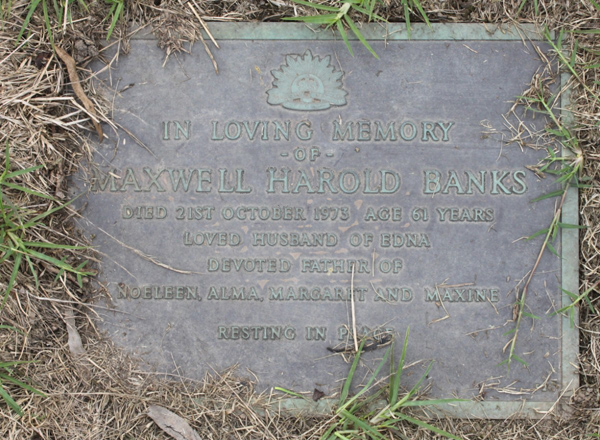 IN LOVING MEMORY
- OF -
MAXWELL HAROLD BANKS
DIED 21ST OCTOBER 1973 AGE 61 YEARS
LOVED HUSBAND OF EDNA
DEVOTED FATHER OF
NOELEEN, ALMA, MARGARET AND MAXINE
RESTING IN PEACE